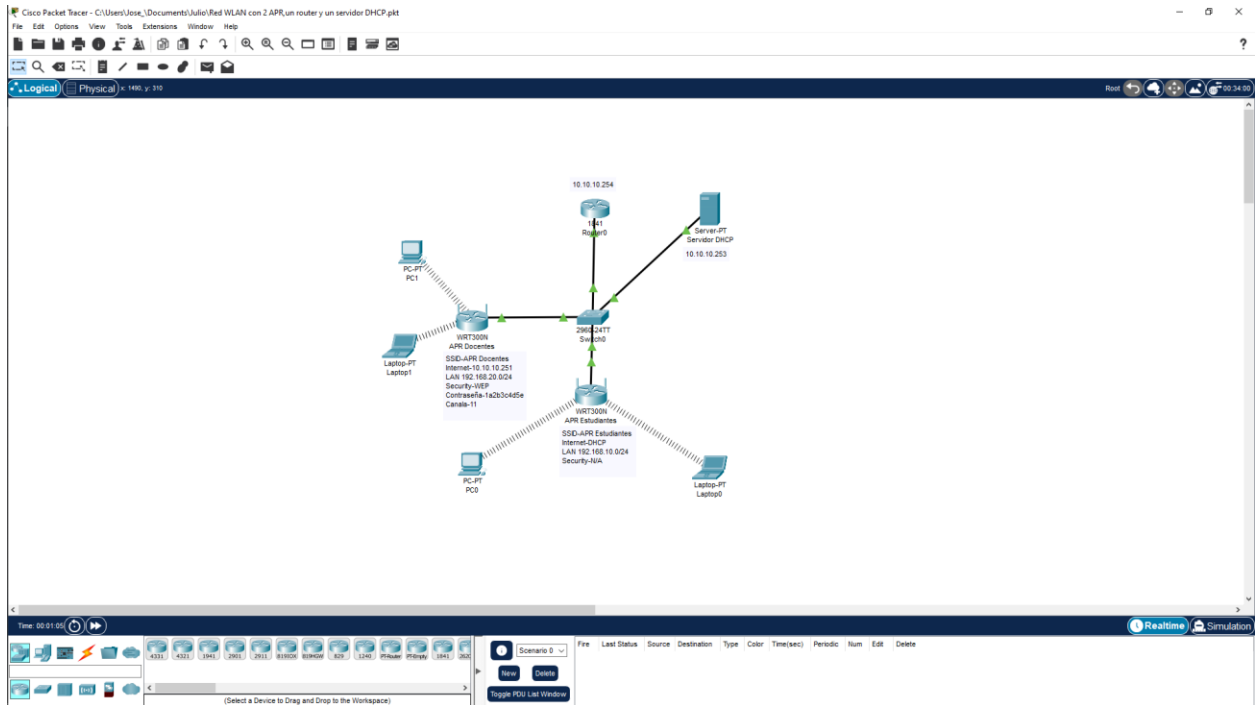 Cisco Packet Tracer - C:\Users\Jose_\Documents\Julio\Red WLAN con 2 APR,un router y un servidor DHCP.pkt
File Edit Options View Tools Extensions Window Help
?
Logical Physical x: 1490, y: 310 Root 00:34:00
10.10.10.254
1841
Router0
Server-PT
Servidor DHCP
10.10.10.253
PC-PT
PC1
2960-24TT
Switch0
WRT300N
APR Docentes
Laptop-PT
Laptop1
SSID-APR Docentes
Internet-10.10.10.251
LAN 192.168.20.0/24
Security-WEP
Contraseña-1a2b3c4d5e
Canals-11
WRT300N
APR Estudiantes
SSID-APR Estudiantes
Internet-DHCP
LAN 192.168.10.0/24
Security-N/A
PC-PT
PC0
Laptop-PT
Laptop0
Time: 00:01:05 Realtime Simulation
4331 4321 1941 2901 2911 819IOX 819HGW 829 1240 PT-Router PT-Empty 1841
(Select a Device to Drag and Drop to the Workspace)
Scenario 0
New Delete
Toggle PDU List Window
Fire Last Status Source Destination Type Color Time(sec) Periodic Num Edit Delete